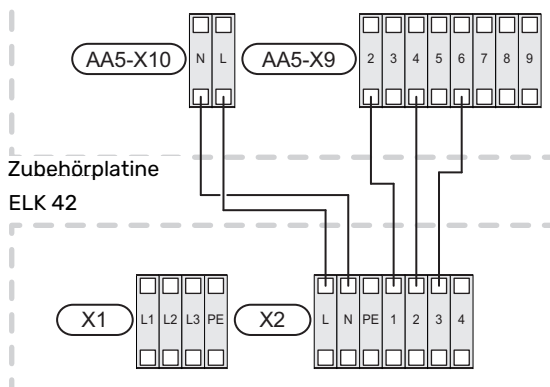 AA5-X10 N L AA5-X9 2 3 4 5 6 7 8 9
Zubehörplatine
ELK 42
X1 L1 L2 L3 PE X2 L N PE 1 2 3 4